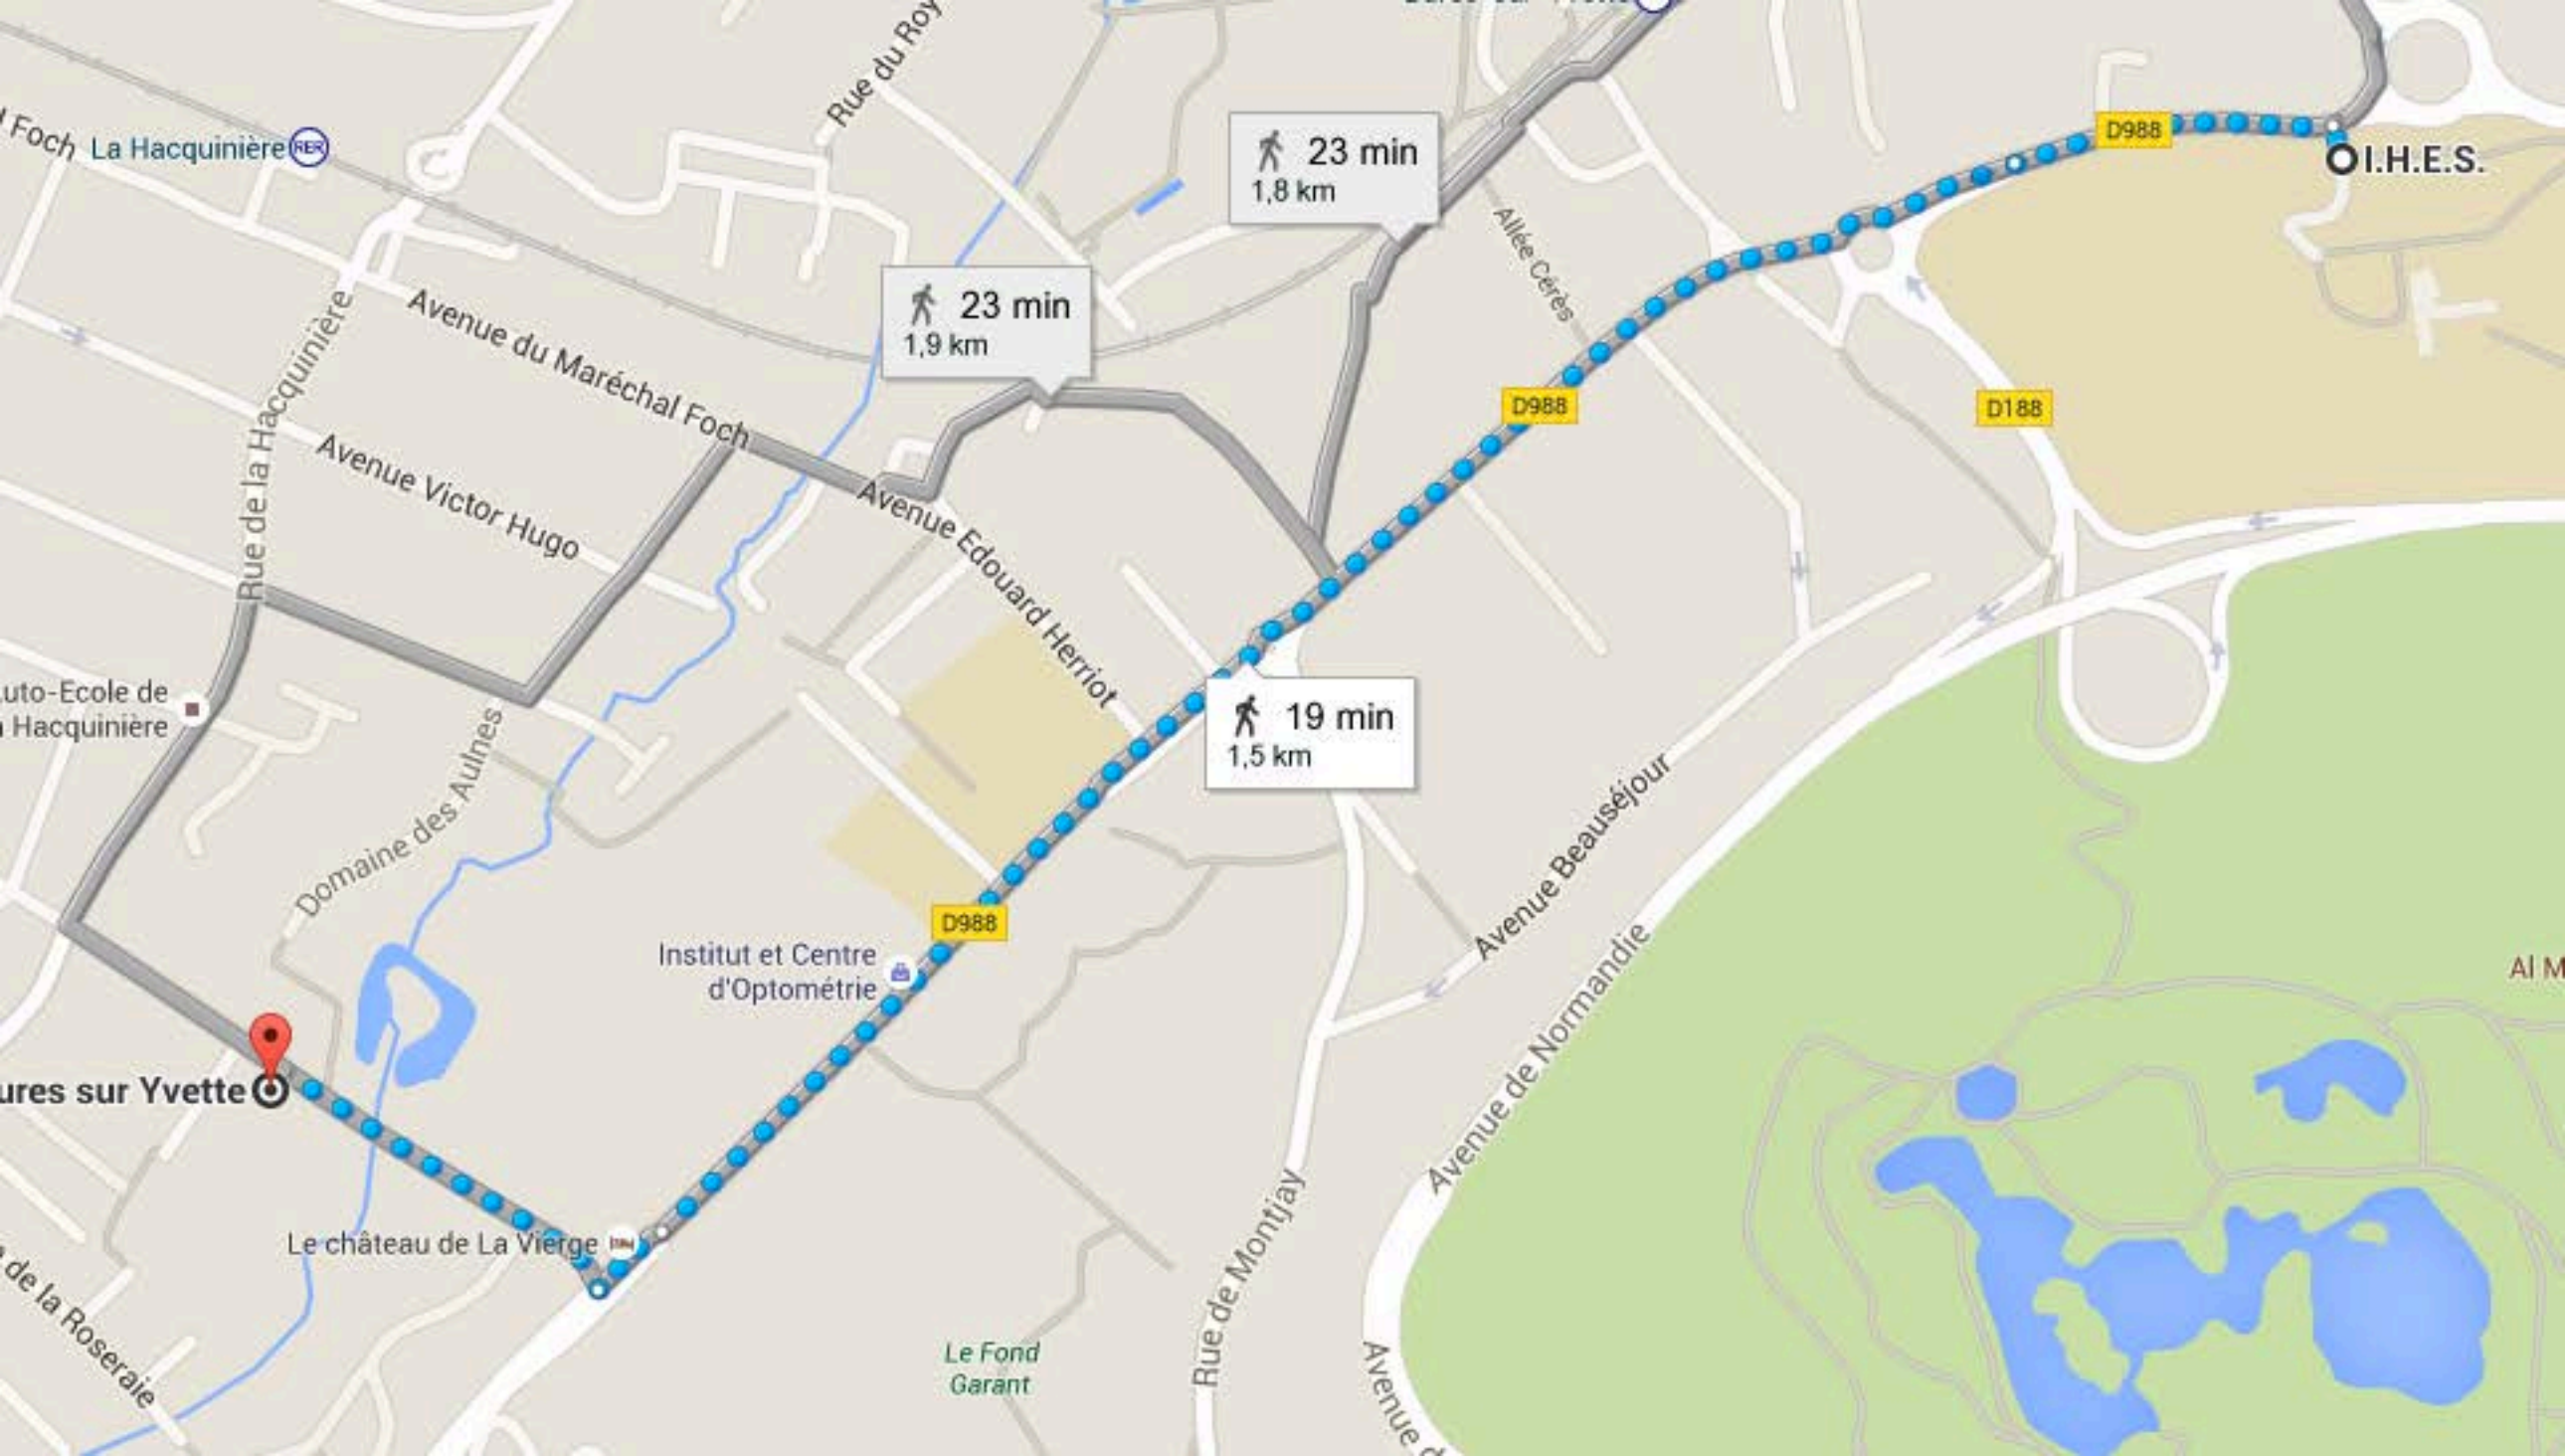 Rue du Roy
23 min
1,8 km
D988
I.H.E.S.
Foch
La Hacquinière
RER
Allée Cérès
23 min
1,9 km
Avenue du Maréchal Foch
Rue de la Hacquinière
Avenue Victor Hugo
D988
D188
Avenue Edouard Herriot
uto-Ecole de
Hacquinière
19 min
1,5 km
Domaine des Aulnes
Avenue Beauséjour
D988
Institut et Centre
d'Optométrie
Avenue de Normandie
Al M
ures sur Yvette
Le château de La Vierge
Rue de Montjay
de la Roseraie
Le Fond
Garant
Avenue d